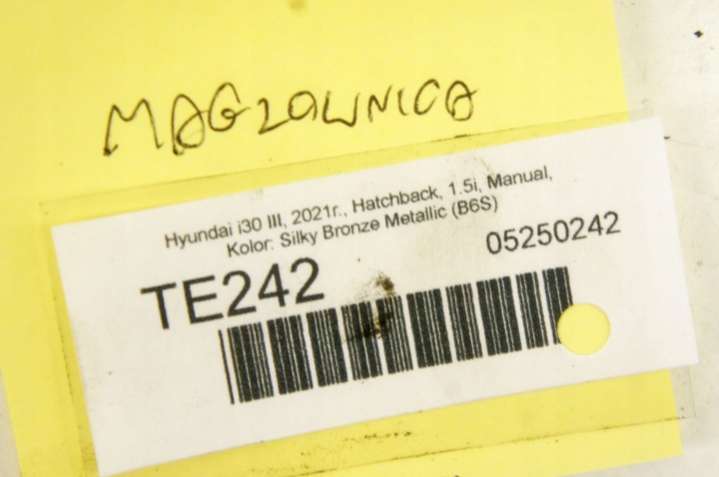 MAGLOWNICA
Hyundai i30 III, 2021r., Hatchback, 1.5i, Manual,
Kolor: Silky Bronze Metallic (B6S)
05250242
TE242